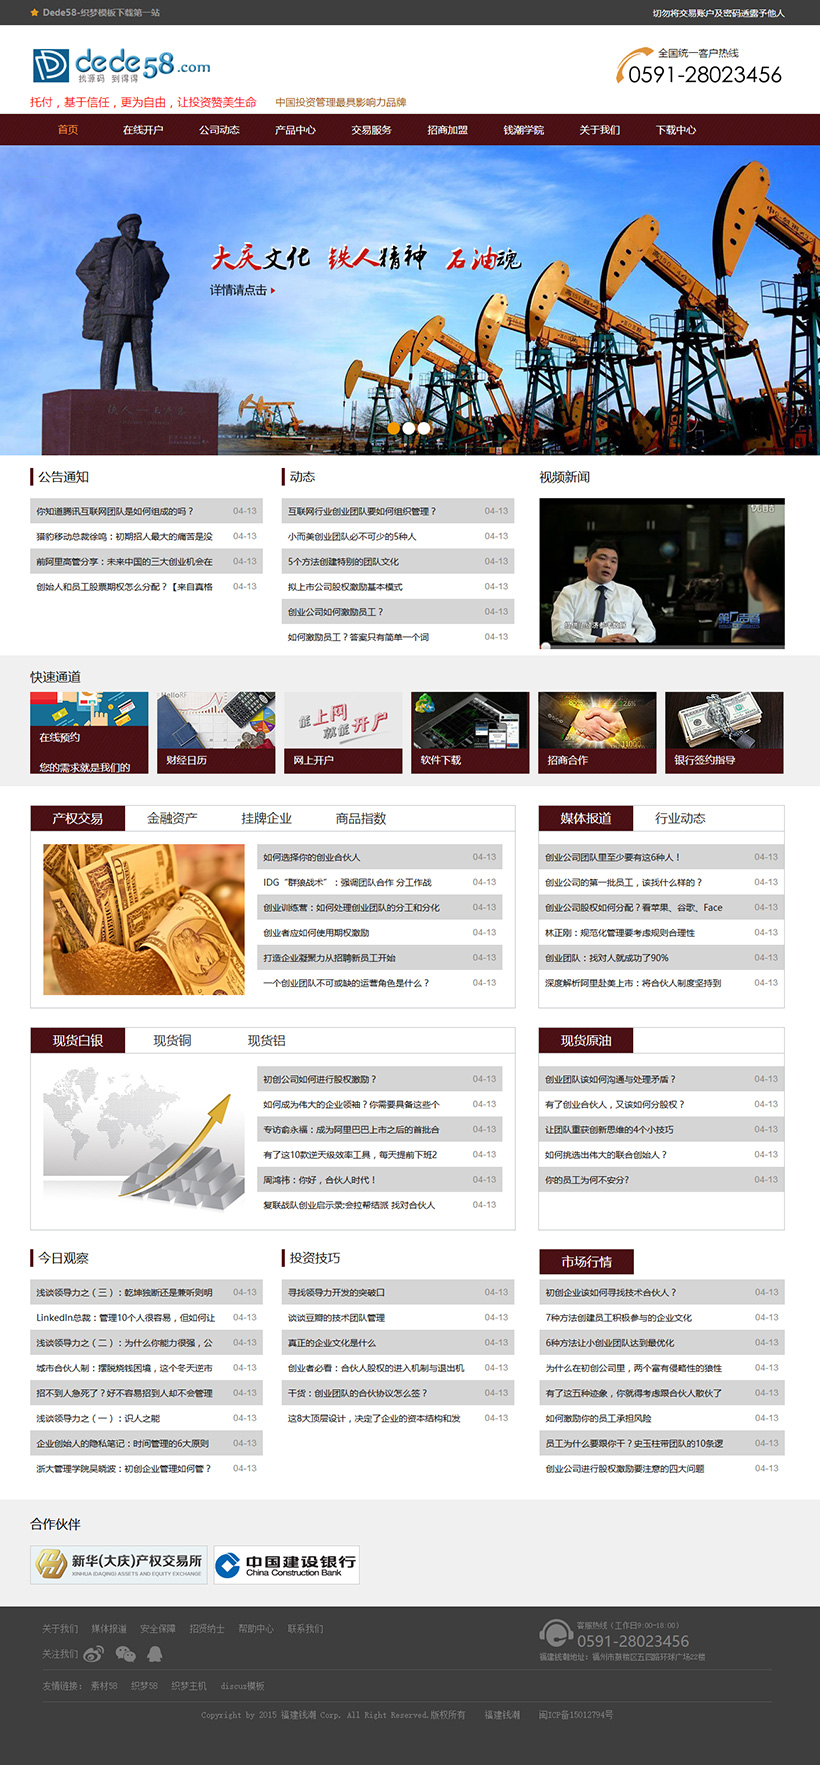 Dede58-织梦模板下载第一站
切勿将交易账户及密码透露予他人
dede58.com
找源码 到得得
全国统一客户热线
0591-28023456
托付，基于信任，更为自由，让投资赞美生命 中国投资管理最具影响力品牌
首页 在线开户 公司动态 产品中心 交易服务 招商加盟 钱潮学院 关于我们 下载中心
大庆文化 铁人精神 石油魂
详情请点击
公告通知
你知道腾讯互联网团队是如何组成的吗？ 04-13
猎豹移动总裁徐鸣：初期招人最大的痛苦是没 04-13
前阿里高管分享：未来中国的三大创业机会在 04-13
创始人和员工股票期权怎么分配？【来自真格 04-13
动态
互联网行业创业团队要如何组织管理？ 04-13
小而美创业团队必不可少的5种人 04-13
5个方法创建特别的团队文化 04-13
拟上市公司股权激励基本模式 04-13
创业公司如何激励员工？ 04-13
如何激励员工？答案只有简单一个词 04-13
视频新闻
快速通道
在线预约
您的需求就是我们的
HelloRF
财经日历
能上网
就能开户
网上开户
软件下载
招商合作
银行签约指导
产权交易 金融资产 挂牌企业 商品指数
如何选择你的创业合伙人 04-13
IDG“群狼战术”：强调团队合作 分工作战 04-13
创业训练营：如何处理创业团队的分工和分化 04-13
创业者应如何使用期权激励 04-13
打造企业凝聚力从招聘新员工开始 04-13
一个创业团队不可或缺的运营角色是什么？ 04-13
媒体报道 行业动态
创业公司团队里至少要有这6种人！ 04-13
创业公司的第一批员工，该找什么样的？ 04-13
创业公司股权如何分配？看苹果、谷歌、Face 04-13
林正刚：规范化管理要考虑规则合理性 04-13
创业团队：找对人就成功了90% 04-13
深度解析阿里赴美上市：将合伙人制度坚持到 04-13
现货白银 现货铜 现货铝
初创公司如何进行股权激励？ 04-13
如何成为伟大的企业领袖？你需要具备这些个 04-13
专访俞永福：成为阿里巴巴上市之后的首批合 04-13
有了这10款逆天级效率工具，每天提前下班2 04-13
周鸿祎：你好，合伙人时代！ 04-13
复联战队创业启示录:会拉帮结派 找对合伙人 04-13
现货原油
创业团队该如何沟通与处理矛盾？ 04-13
有了创业合伙人，又该如何分股权？ 04-13
让团队重获创新思维的4个小技巧 04-13
如何挑选出伟大的联合创始人？ 04-13
你的员工为何不安分? 04-13
今日观察
浅谈领导力之（三）：乾坤独断还是兼听则明 04-13
LinkedIn总裁：管理10个人很容易，但如何让 04-13
浅谈领导力之（二）：为什么你能力很强，公 04-13
城市合伙人制：摆脱烧钱困境，这个冬天逆市 04-13
招不到人急死了？好不容易招到人却不会管理 04-13
浅谈领导力之（一）：识人之能 04-13
企业创始人的隐私笔记：时间管理的6大原则 04-13
浙大管理学院吴晓波：初创企业管理如何管？ 04-13
投资技巧
寻找领导力开发的突破口 04-13
谈谈豆瓣的技术团队管理 04-13
真正的企业文化是什么 04-13
创业者必看：合伙人股权的进入机制与退出机 04-13
干货：创业团队的合伙协议怎么签？ 04-13
这8大顶层设计，决定了企业的资本结构和发 04-13
市场行情
初创企业该如何寻找技术合伙人？ 04-13
7种方法创建员工积极参与的企业文化 04-13
6种方法让小创业团队达到最优化 04-13
为什么在初创公司里，两个富有侵略性的狼性 04-13
有了这五种迹象，你就得考虑跟合伙人散伙了 04-13
如何激励你的员工承担风险 04-13
员工为什么要跟你干？史玉柱带团队的10条逻 04-13
创业公司进行股权激励要注意的四大问题 04-13
合作伙伴
新华(大庆)产权交易所
XINHUA (DAQING) ASSETS AND EQUITY EXCHANGE
中国建设银行
China Construction Bank
关于我们 媒体报道 安全保障 招贤纳士 帮助中心 联系我们
关注我们
客服热线（工作日9:00-18:00）
0591-28023456
福建钱潮地址：福州市鼓楼区五四路环球广场22楼
友情链接： 素材58 织梦58 织梦主机 discuz模板
Copyright by 2015 福建钱潮 Corp. All Right Reserved.版权所有 福建钱潮 闽ICP备15012794号